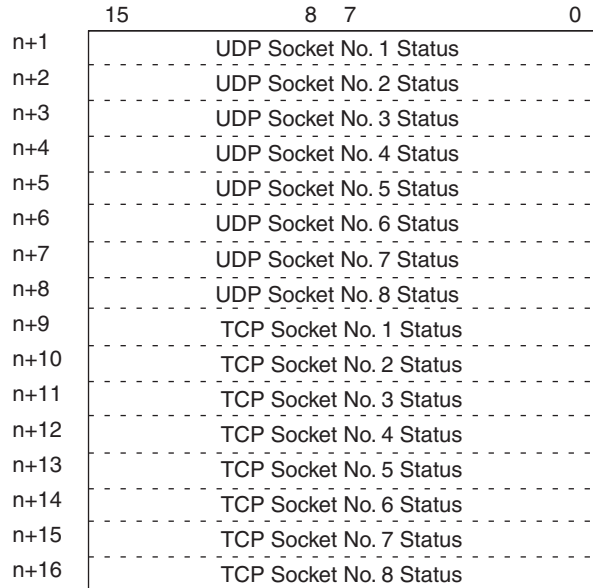 15 8 7 0
n+1 UDP Socket No. 1 Status
n+2 UDP Socket No. 2 Status
n+3 UDP Socket No. 3 Status
n+4 UDP Socket No. 4 Status
n+5 UDP Socket No. 5 Status
n+6 UDP Socket No. 6 Status
n+7 UDP Socket No. 7 Status
n+8 UDP Socket No. 8 Status
n+9 TCP Socket No. 1 Status
n+10 TCP Socket No. 2 Status
n+11 TCP Socket No. 3 Status
n+12 TCP Socket No. 4 Status
n+13 TCP Socket No. 5 Status
n+14 TCP Socket No. 6 Status
n+15 TCP Socket No. 7 Status
n+16 TCP Socket No. 8 Status